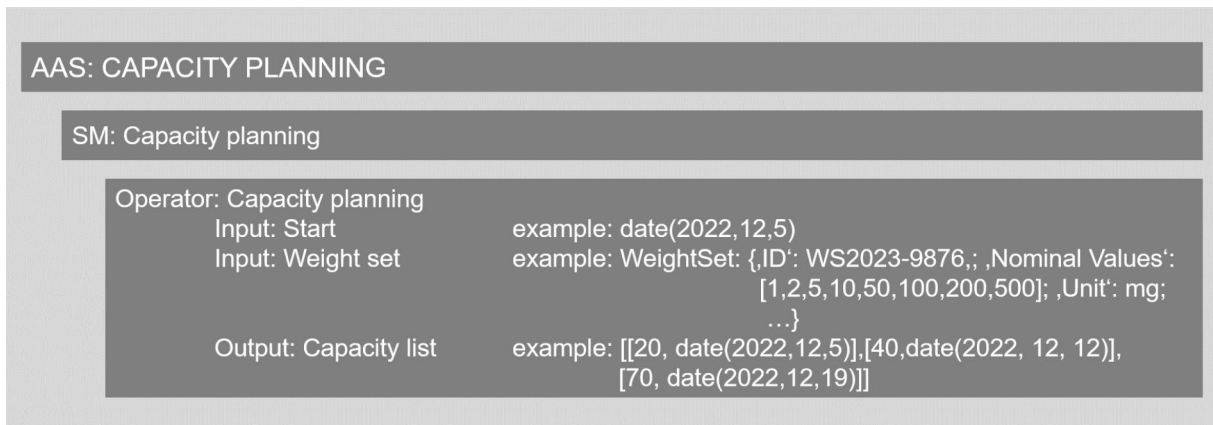 AAS: CAPACITY PLANNING
SM: Capacity planning
Operator: Capacity planning
Input: Start example: date(2022,12,5)
Input: Weight set example: WeightSet: {‚ID‘: WS2023-9876,; ‚Nominal Values‘:
[1,2,5,10,50,100,200,500]; ‚Unit‘: mg;
…}
Output: Capacity list example: [[20, date(2022,12,5)],[40,date(2022, 12, 12)],
[70, date(2022,12,19)]]